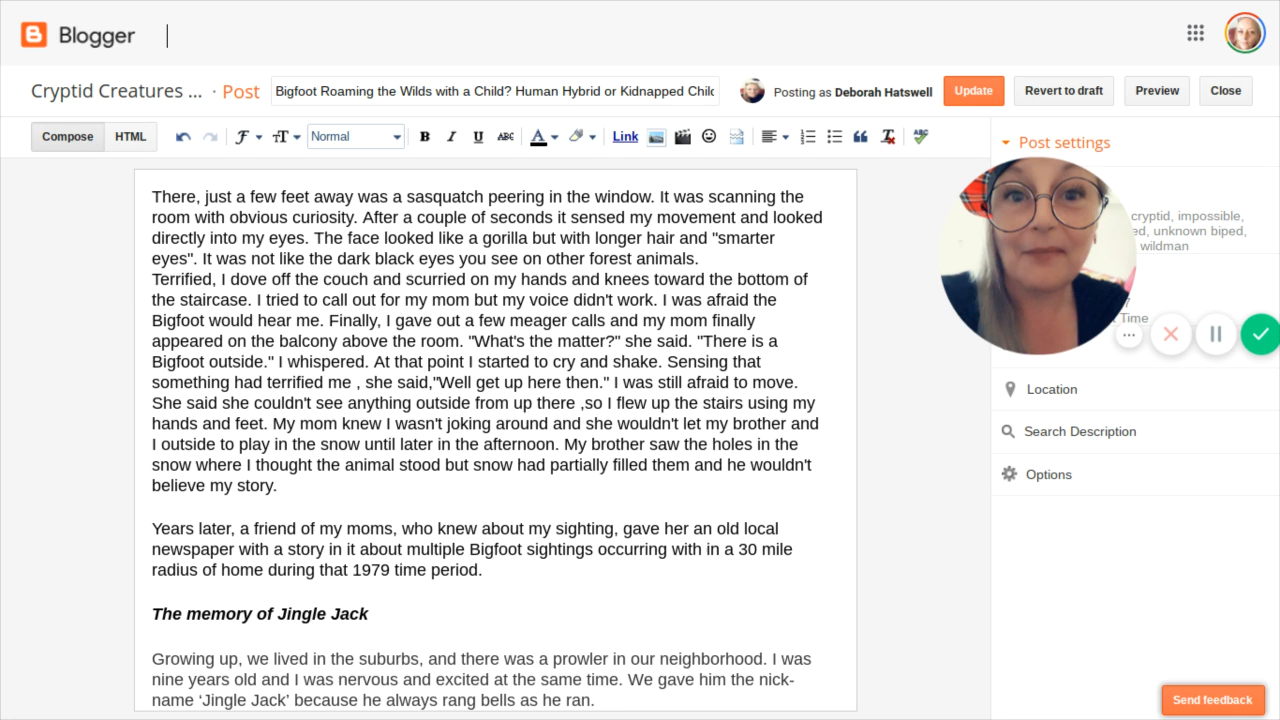 Blogger
Cryptid Creatures ... · Post
Bigfoot Roaming the Wilds with a Child? Human Hybrid or Kidnapped Chil
Posting as Deborah Hatswell
Update
Revert to draft
Preview
Close
Compose
HTML
Normal
Link
Post settings
There, just a few feet away was a sasquatch peering in the window. It was scanning the
room with obvious curiosity. After a couple of seconds it sensed my movement and looked
directly into my eyes. The face looked like a gorilla but with longer hair and "smarter
eyes". It was not like the dark black eyes you see on other forest animals.
Terrified, I dove off the couch and scurried on my hands and knees toward the bottom of
the staircase. I tried to call out for my mom but my voice didn't work. I was afraid the
Bigfoot would hear me. Finally, I gave out a few meager calls and my mom finally
appeared on the balcony above the room. "What's the matter?" she said. "There is a
Bigfoot outside." I whispered. At that point I started to cry and shake. Sensing that
something had terrified me , she said,"Well get up here then." I was still afraid to move.
She said she couldn't see anything outside from up there ,so I flew up the stairs using my
hands and feet. My mom knew I wasn't joking around and she wouldn't let my brother and
I outside to play in the snow until later in the afternoon. My brother saw the holes in the
snow where I thought the animal stood but snow had partially filled them and he wouldn't
believe my story.
Years later, a friend of my moms, who knew about my sighting, gave her an old local
newspaper with a story in it about multiple Bigfoot sightings occurring with in a 30 mile
radius of home during that 1979 time period.
The memory of Jingle Jack
Growing up, we lived in the suburbs, and there was a prowler in our neighborhood. I was
nine years old and I was nervous and excited at the same time. We gave him the nick-
name ‘Jingle Jack’ because he always rang bells as he ran.
cryptid, impossible,
unknown biped,
wildman
Time
Location
Search Description
Options
Send feedback